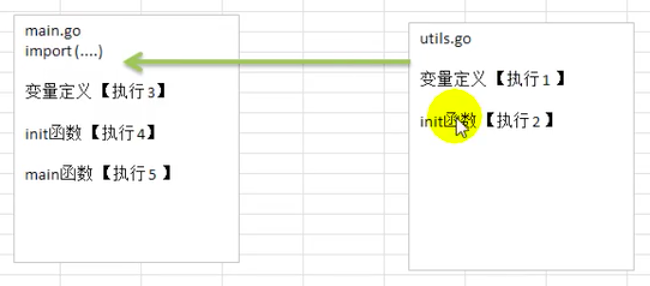 main.go
import (....)
变量定义【执行3】
init函数【执行4】
main函数【执行5 】
utils.go
变量定义【执行1 】
init函数【执行2 】